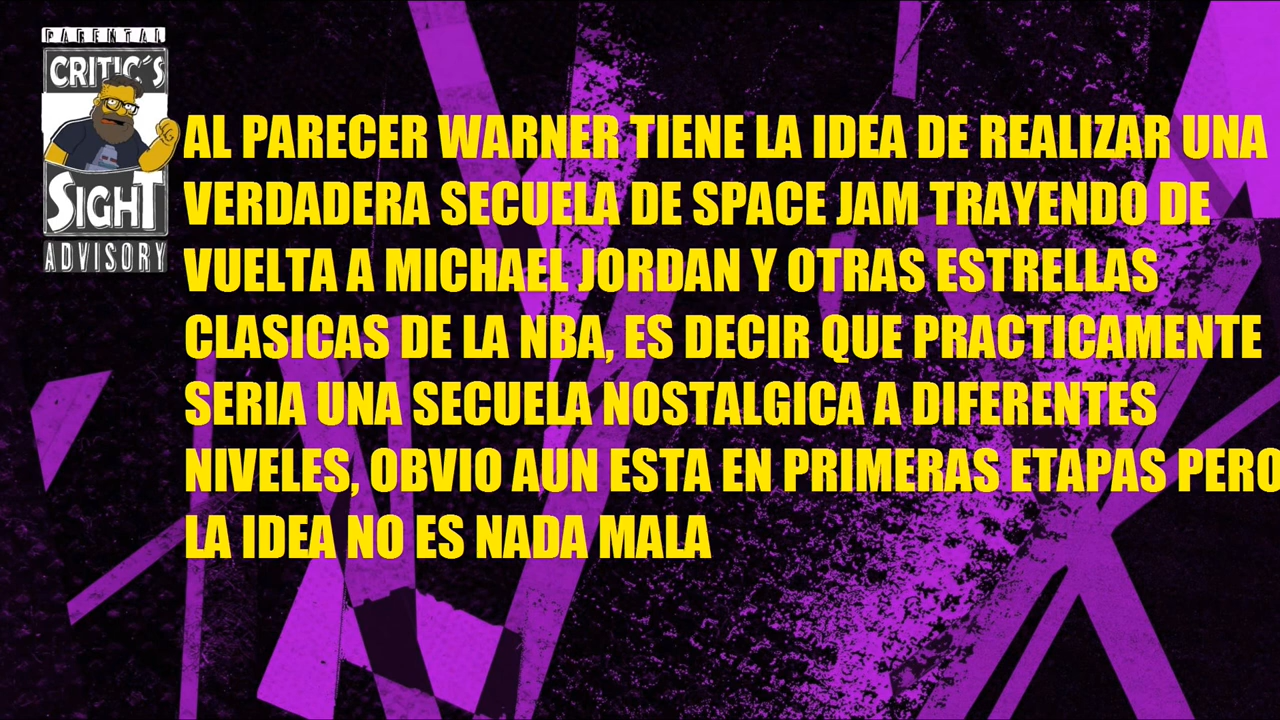 PARENTAL
CRITIC´S
SIGHT
ADVISORY
AL PARECER WARNER TIENE LA IDEA DE REALIZAR UNA
VERDADERA SECUELA DE SPACE JAM TRAYENDO DE
VUELTA A MICHAEL JORDAN Y OTRAS ESTRELLAS
CLASICAS DE LA NBA, ES DECIR QUE PRACTICAMENTE
SERIA UNA SECUELA NOSTALGICA A DIFERENTES
NIVELES, OBVIO AUN ESTA EN PRIMERAS ETAPAS PERO
LA IDEA NO ES NADA MALA